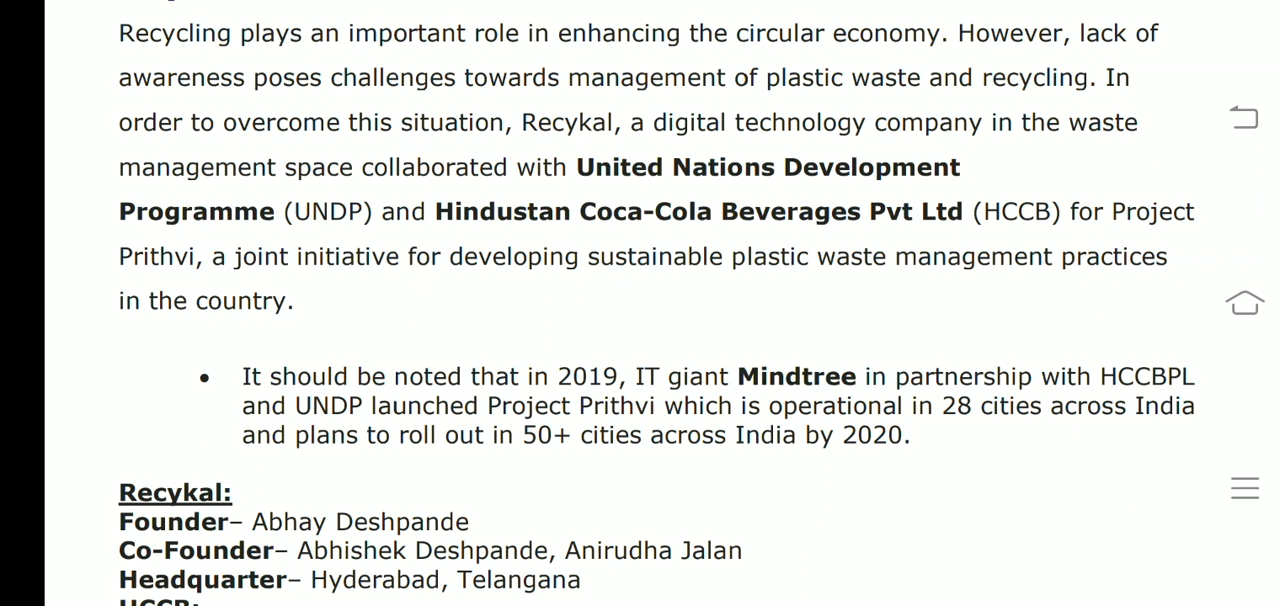 Recycling plays an important role in enhancing the circular economy. However, lack of
awareness poses challenges towards management of plastic waste and recycling. In
order to overcome this situation, Recykal, a digital technology company in the waste
management space collaborated with United Nations Development
Programme (UNDP) and Hindustan Coca-Cola Beverages Pvt Ltd (HCCB) for Project
Prithvi, a joint initiative for developing sustainable plastic waste management practices
in the country.
• It should be noted that in 2019, IT giant Mindtree in partnership with HCCBPL
and UNDP launched Project Prithvi which is operational in 28 cities across India
and plans to roll out in 50+ cities across India by 2020.
Recykal:
Founder– Abhay Deshpande
Co-Founder– Abhishek Deshpande, Anirudha Jalan
Headquarter– Hyderabad, Telangana
HCCB: